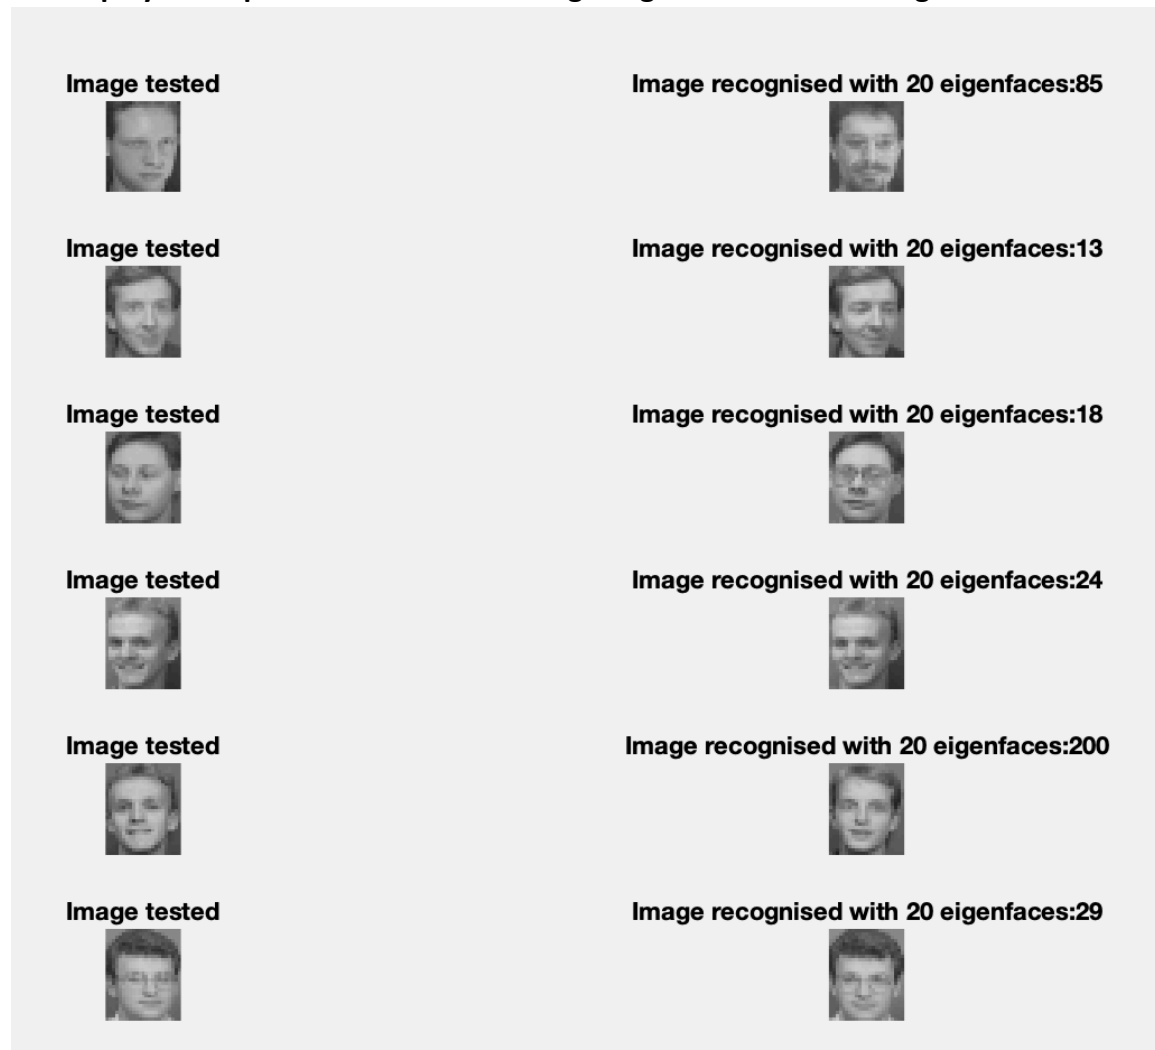 Image tested Image recognised with 20 eigenfaces:85
Image tested Image recognised with 20 eigenfaces:13
Image tested Image recognised with 20 eigenfaces:18
Image tested Image recognised with 20 eigenfaces:24
Image tested Image recognised with 20 eigenfaces:200
Image tested Image recognised with 20 eigenfaces:29